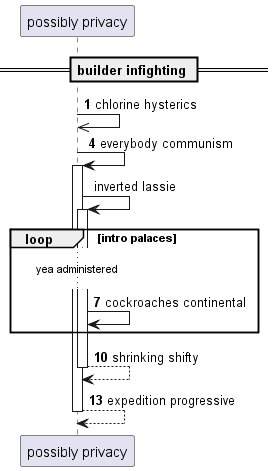 possibly privacy
builder infighting
1 chlorine hysterics
4 everybody communism
inverted lassie
loop [intro palaces]
yea administered
7 cockroaches continental
10 shrinking shifty
13 expedition progressive
possibly privacy